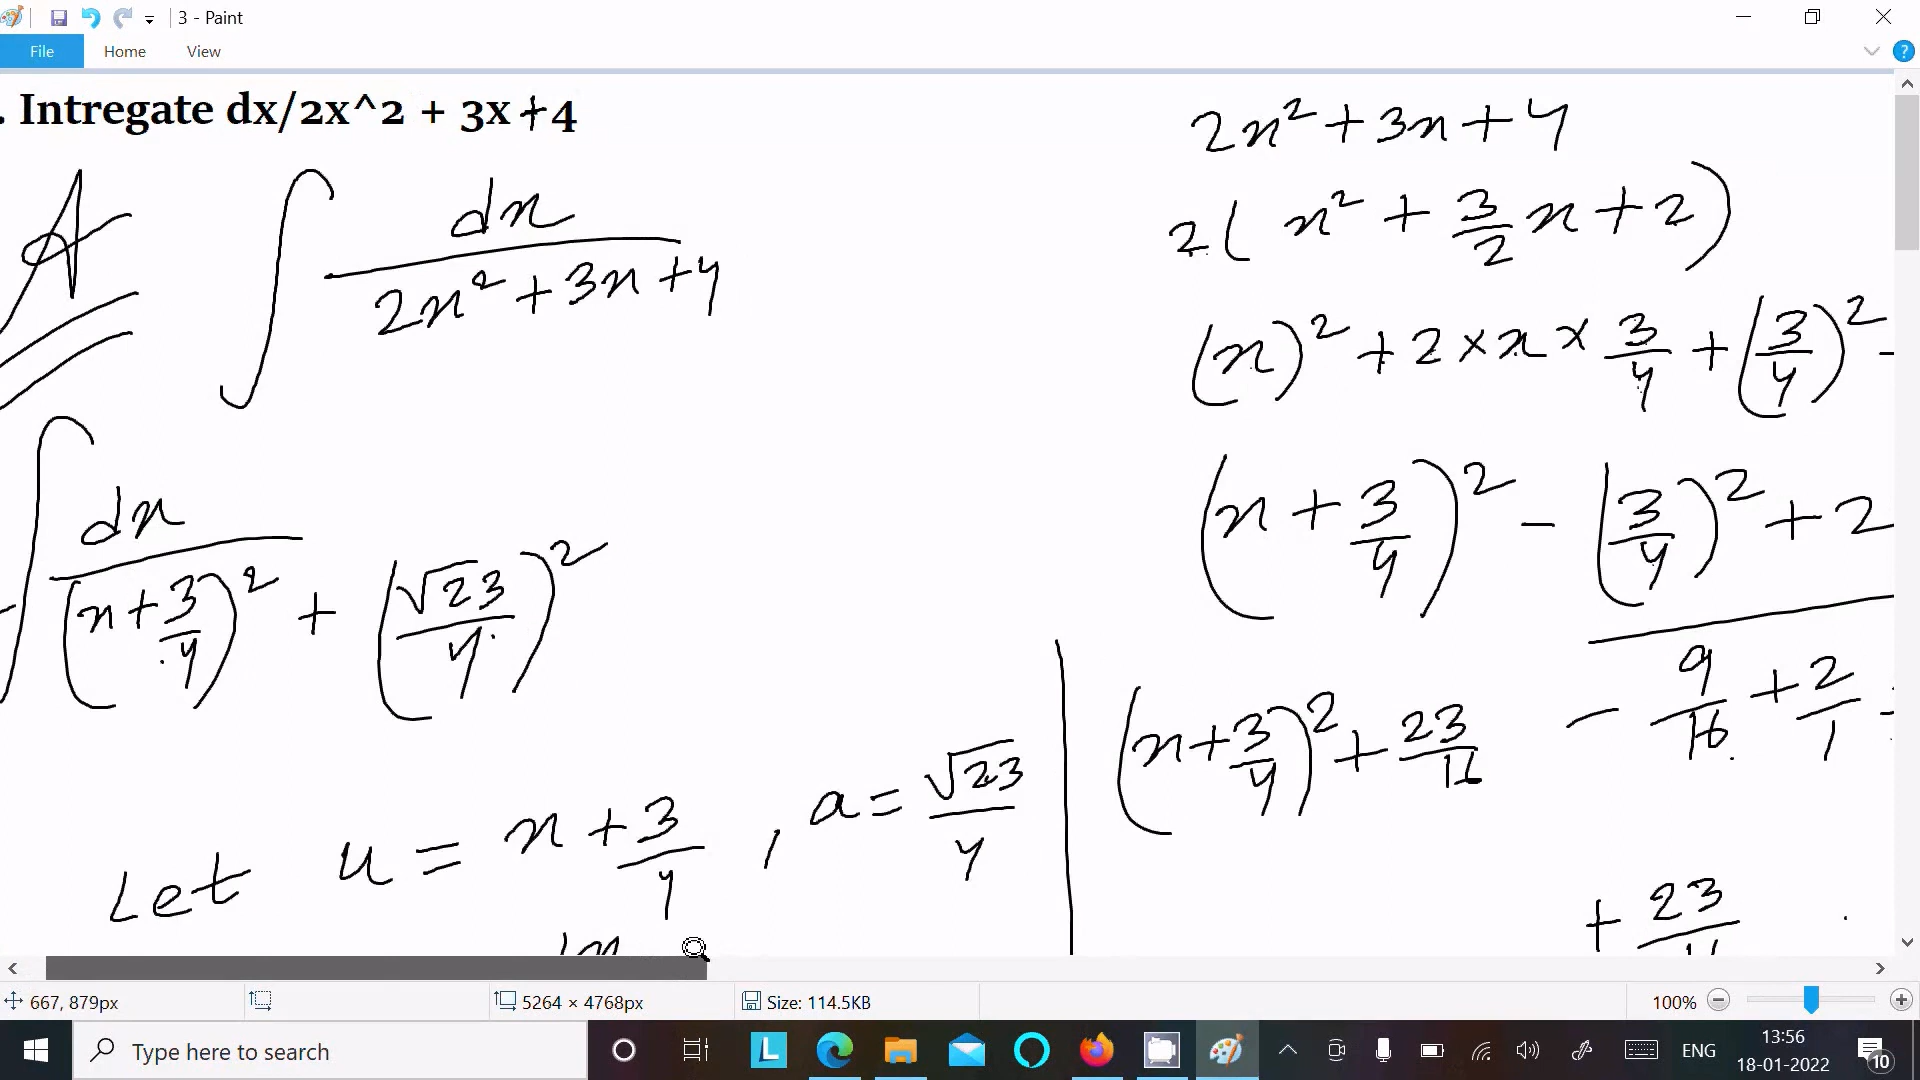 3 - Paint
File Home View
. Intregate dx/2x^2 + 3x+4
A
∫ dx / (2x² + 3x + 4)
∫ dx / ((x + 3/4)² + (√23/4)²)
Let u = x + 3/4 , a = √23/4
2x² + 3x + 4
2( x² + 3/2 x + 2 )
(x)² + 2 × x × 3/4 + (3/4)² -
(x + 3/4)² - (3/4)² + 2
- 9/16 + 2/1 =
(x + 3/4)² + 23/16
667, 879px
5264 × 4768px
Size: 114.5KB
100%
Type here to search
L
ENG
13:56
18-01-2022
10